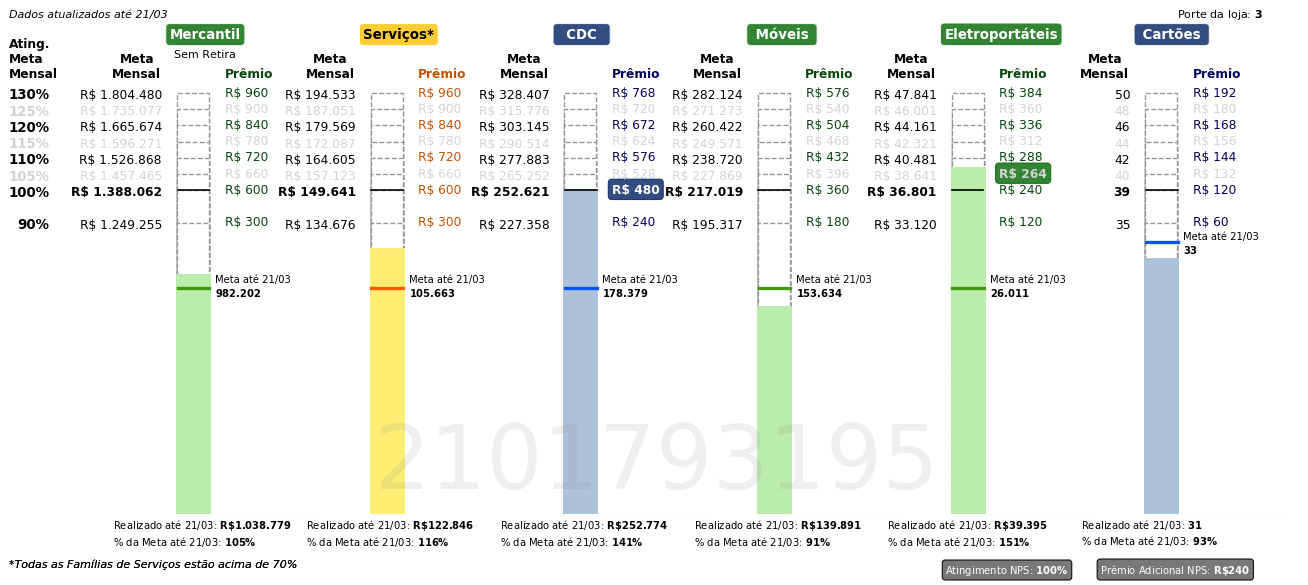 Dados atualizados até 21/03
Porte da loja: 3
Mercantil Serviços* CDC Móveis Eletroportáteis Cartões
Sem Retira
Ating. Meta Mensal
Meta Mensal Prêmio Meta Mensal Prêmio Meta Mensal Prêmio Meta Mensal Prêmio Meta Mensal Prêmio Meta Mensal Prêmio
130% R$ 1.804.480 R$ 960 R$ 194.533 R$ 960 R$ 328.407 R$ 768 R$ 282.124 R$ 576 R$ 47.841 R$ 384 50 R$ 192
125% R$ 1.735.077 R$ 900 R$ 187.051 R$ 900 R$ 315.776 R$ 720 R$ 271.273 R$ 540 R$ 46.001 R$ 360 48 R$ 180
120% R$ 1.665.674 R$ 840 R$ 179.569 R$ 840 R$ 303.145 R$ 672 R$ 260.422 R$ 504 R$ 44.161 R$ 336 46 R$ 168
115% R$ 1.596.271 R$ 780 R$ 172.087 R$ 780 R$ 290.514 R$ 624 R$ 249.571 R$ 468 R$ 42.321 R$ 312 44 R$ 156
110% R$ 1.526.868 R$ 720 R$ 164.605 R$ 720 R$ 277.883 R$ 576 R$ 238.720 R$ 432 R$ 40.481 R$ 288 42 R$ 144
105% R$ 1.457.465 R$ 660 R$ 157.123 R$ 660 R$ 265.252 R$ 528 R$ 227.869 R$ 396 R$ 38.641 R$ 264 40 R$ 132
100% R$ 1.388.062 R$ 600 R$ 149.641 R$ 600 R$ 252.621 R$ 480 R$ 217.019 R$ 360 R$ 36.801 R$ 240 39 R$ 120
90% R$ 1.249.255 R$ 300 R$ 134.676 R$ 300 R$ 227.358 R$ 240 R$ 195.317 R$ 180 R$ 33.120 R$ 120 35 R$ 60
Meta até 21/03
33
Meta até 21/03 Meta até 21/03 Meta até 21/03 Meta até 21/03 Meta até 21/03
982.202 105.663 178.379 153.634 26.011
2101793195
Realizado até 21/03: R$1.038.779 Realizado até 21/03: R$122.846 Realizado até 21/03: R$252.774 Realizado até 21/03: R$139.891 Realizado até 21/03: R$39.395 Realizado até 21/03: 31
% da Meta até 21/03: 105% % da Meta até 21/03: 116% % da Meta até 21/03: 141% % da Meta até 21/03: 91% % da Meta até 21/03: 151% % da Meta até 21/03: 93%
*Todas as Famílias de Serviços estão acima de 70%
Atingimento NPS: 100% Prêmio Adicional NPS: R$240